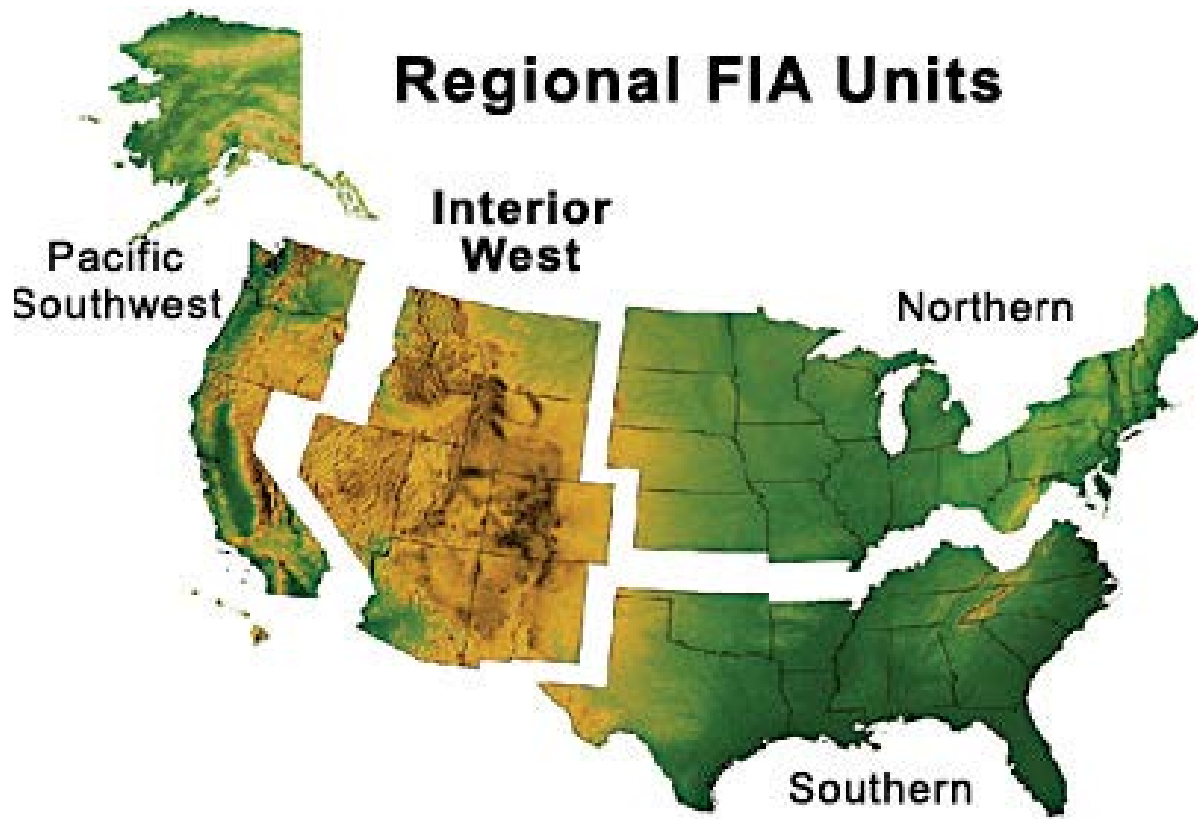 Regional FIA Units
Interior
West
Pacific
Southwest
Northern
Southern